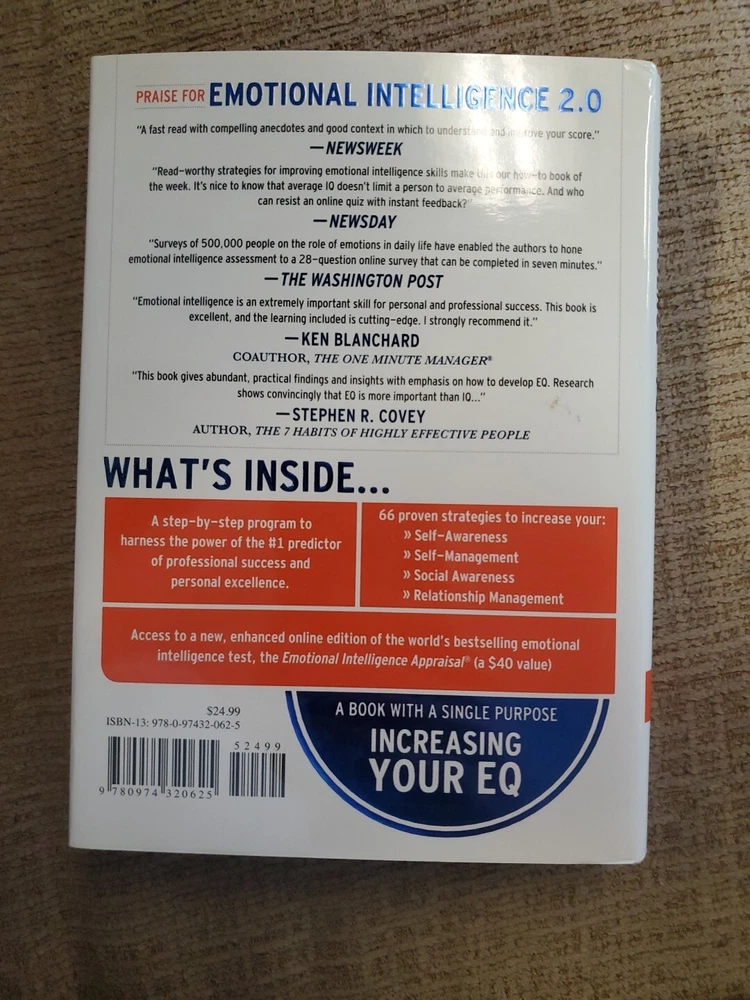 PRAISE FOR EMOTIONAL INTELLIGENCE 2.0
"A fast read with compelling anecdotes and good context in which to understand and improve your score."
—NEWSWEEK
"Read–worthy strategies for improving emotional intelligence skills make this our how–to book of
the week. It's nice to know that average IQ doesn't limit a person to average performance. And who
can resist an online quiz with instant feedback?"
—NEWSDAY
"Surveys of 500,000 people on the role of emotions in daily life have enabled the authors to hone
emotional intelligence assessment to a 28–question online survey that can be completed in seven minutes."
—THE WASHINGTON POST
"Emotional intelligence is an extremely important skill for personal and professional success. This book is
excellent, and the learning included is cutting–edge. I strongly recommend it."
—KEN BLANCHARD
COAUTHOR, THE ONE MINUTE MANAGER®
"This book gives abundant, practical findings and insights with emphasis on how to develop EQ. Research
shows convincingly that EQ is more important than IQ..."
—STEPHEN R. COVEY
AUTHOR, THE 7 HABITS OF HIGHLY EFFECTIVE PEOPLE
WHAT'S INSIDE...
A step–by–step program to
harness the power of the #1 predictor
of professional success and
personal excellence.
66 proven strategies to increase your:
» Self–Awareness
» Self–Management
» Social Awareness
» Relationship Management
Access to a new, enhanced online edition of the world's bestselling emotional
intelligence test, the Emotional Intelligence Appraisal® (a $40 value)
$24.99
ISBN-13: 978-0-97432-062-5
52499
9 780974 320625
A BOOK WITH A SINGLE PURPOSE
INCREASING
YOUR EQ